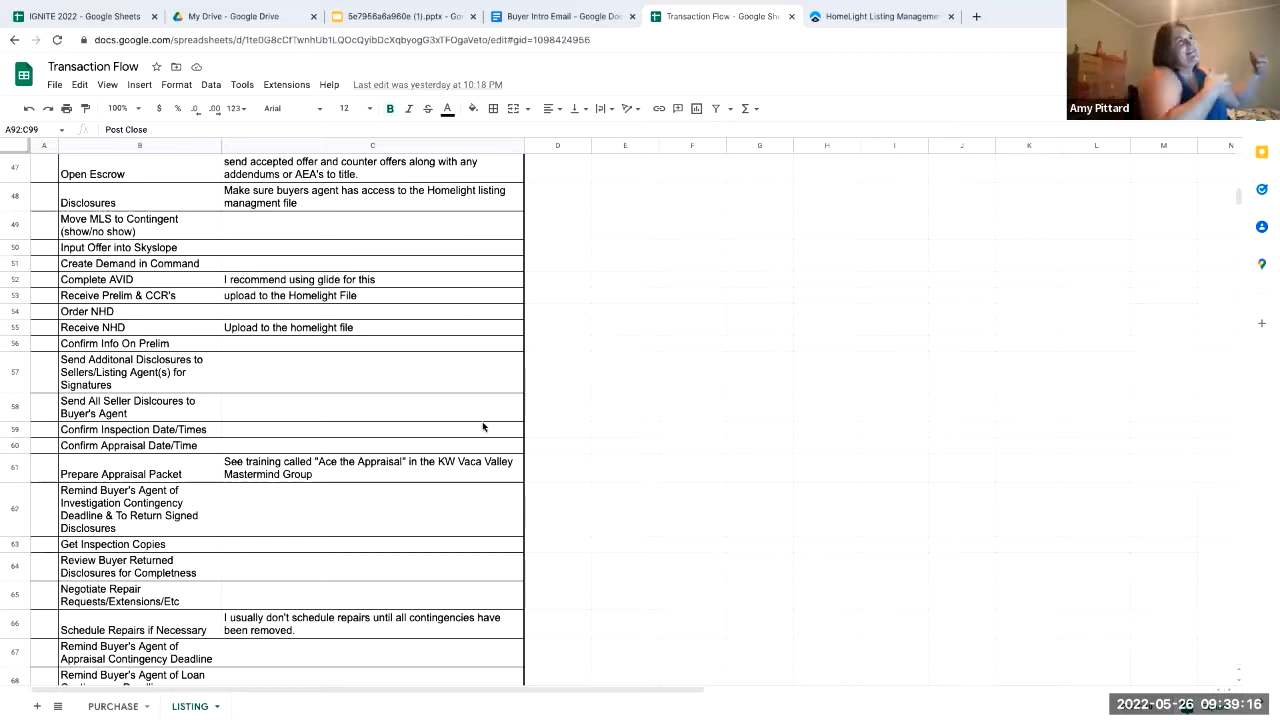 IGNITE 2022 - Google Sheets
My Drive - Google Drive
5e7956a6a960e (1).pptx - Go
Buyer Intro Email - Google Doc
Transaction Flow - Google She
HomeLight Listing Managemen
docs.google.com/spreadsheets/d/1te0G8cCfTwnhUb1LQOcQyibDcXqbyogG3xTFOgaVeto/edit#gid=1098424956
Transaction Flow
File Edit View Insert Format Data Tools Extensions Help Last edit was yesterday at 10:18 PM
100% $ % .0 .00 123 Arial 12 B I S A
Amy Pittard
A92:C99 fx Post Close
A B C D E F G H I J K L M N
47 Open Escrow send accepted offer and counter offers along with any
addendums or AEA's to title.
48 Disclosures Make sure buyers agent has access to the Homelight listing
managment file
49 Move MLS to Contingent
(show/no show)
50 Input Offer into Skyslope
51 Create Demand in Command
52 Complete AVID I recommend using glide for this
53 Receive Prelim & CCR's upload to the Homelight File
54 Order NHD
55 Receive NHD Upload to the homelight file
56 Confirm Info On Prelim
57 Send Additonal Disclosures to
Sellers/Listing Agent(s) for
Signatures
58 Send All Seller Dislcoures to
Buyer's Agent
59 Confirm Inspection Date/Times
60 Confirm Appraisal Date/Time
61 Prepare Appraisal Packet See training called "Ace the Appraisal" in the KW Vaca Valley
Mastermind Group
62 Remind Buyer's Agent of
Investigation Contingency
Deadline & To Return Signed
Disclosures
63 Get Inspection Copies
64 Review Buyer Returned
Disclosures for Completness
65 Negotiate Repair
Requests/Extensions/Etc
66 Schedule Repairs if Necessary I usually don't schedule repairs until all contingencies have
been removed.
67 Remind Buyer's Agent of
Appraisal Contingency Deadline
68 Remind Buyer's Agent of Loan
PURCHASE LISTING
2022-05-26 09:39:16